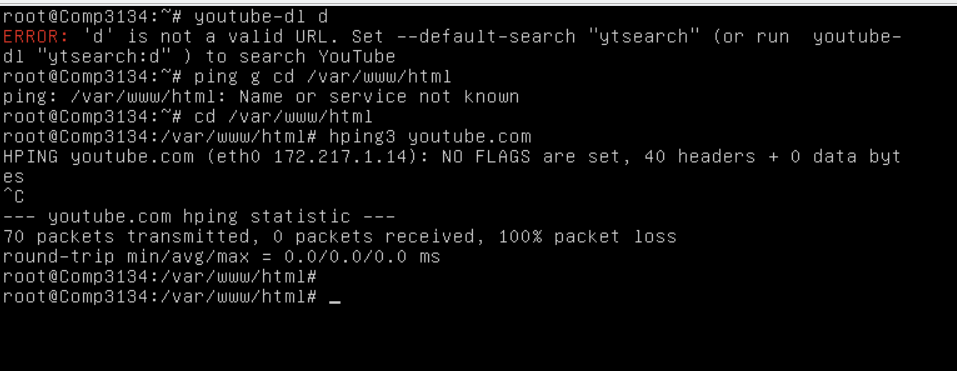 root@Comp3134:~# youtube-dl d
ERROR: 'd' is not a valid URL. Set --default-search "ytsearch" (or run  youtube-
dl "ytsearch:d" ) to search YouTube
root@Comp3134:~# ping g cd /var/www/html
ping: /var/www/html: Name or service not known
root@Comp3134:~# cd /var/www/html
root@Comp3134:/var/www/html# hping3 youtube.com
HPING youtube.com (eth0 172.217.1.14): NO FLAGS are set, 40 headers + 0 data byt
es
^C
--- youtube.com hping statistic ---
70 packets transmitted, 0 packets received, 100% packet loss
round-trip min/avg/max = 0.0/0.0/0.0 ms
root@Comp3134:/var/www/html#
root@Comp3134:/var/www/html# _